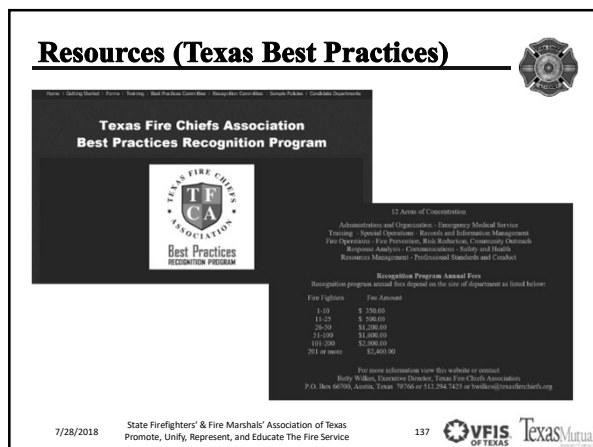 Resources (Texas Best Practices)
Home | Getting Started | Forms | Training | Best Practices Committee | Recognition Committee | Sample Policies | Candidate Departments
Texas Fire Chiefs Association
Best Practices Recognition Program
TEXAS FIRE CHIEFS
TF
CA
ASSOCIATION
Best Practices
RECOGNITION PROGRAM
12 Areas of Concentration
Administration and Organization - Emergency Medical Service
Training - Special Operations - Records and Information Management
Fire Operations - Fire Prevention, Risk Reduction, Community Outreach
Response Analysis - Communications - Safety and Health
Resources Management - Professional Standards and Conduct
Recognition Program Annual Fees
Recognition program annual fees depend on the size of department as listed below:
Fire Fighters Fee Amount
1-10 $ 350.00
11-25 $ 500.00
26-50 $1,200.00
51-100 $1,600.00
101-200 $2,000.00
201 or more $2,400.00
For more information view this website or contact
Betty Wilkes, Executive Director, Texas Fire Chiefs Association
P.O. Box 66700, Austin, Texas 78766 or 512.294.7423 or bwilkes@texasfirechiefs.org
7/28/2018
State Firefighters' & Fire Marshals' Association of Texas
Promote, Unify, Represent, and Educate The Fire Service
137
VFIS
OF TEXAS
TexasMutual